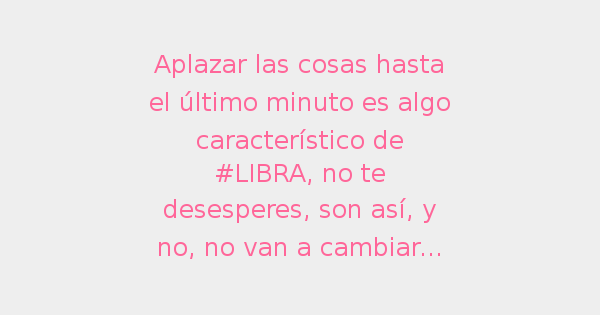 Aplazar las cosas hasta
el último minuto es algo
característico de
#LIBRA, no te
desesperes, son así, y
no, no van a cambiar...